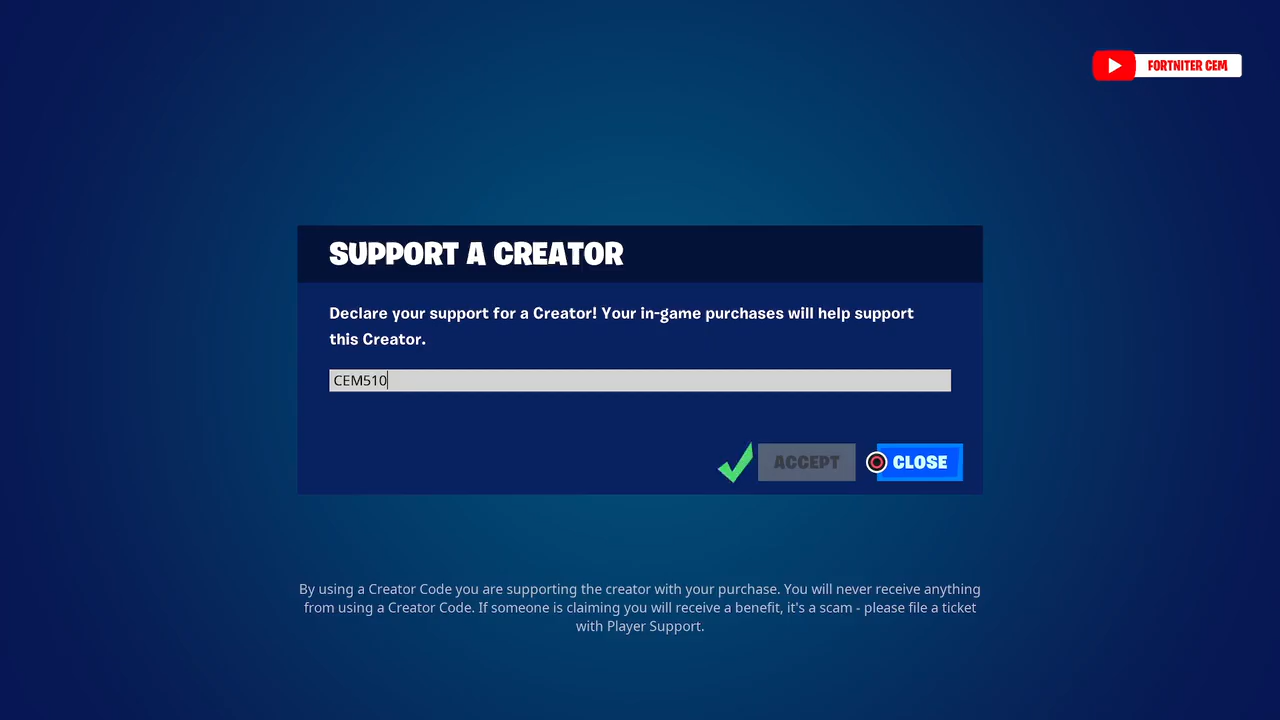 FORTNITER CEM
SUPPORT A CREATOR
Declare your support for a Creator! Your in-game purchases will help support
this Creator.
CEM510
ACCEPT
CLOSE
By using a Creator Code you are supporting the creator with your purchase. You will never receive anything
from using a Creator Code. If someone is claiming you will receive a benefit, it's a scam - please file a ticket
with Player Support.